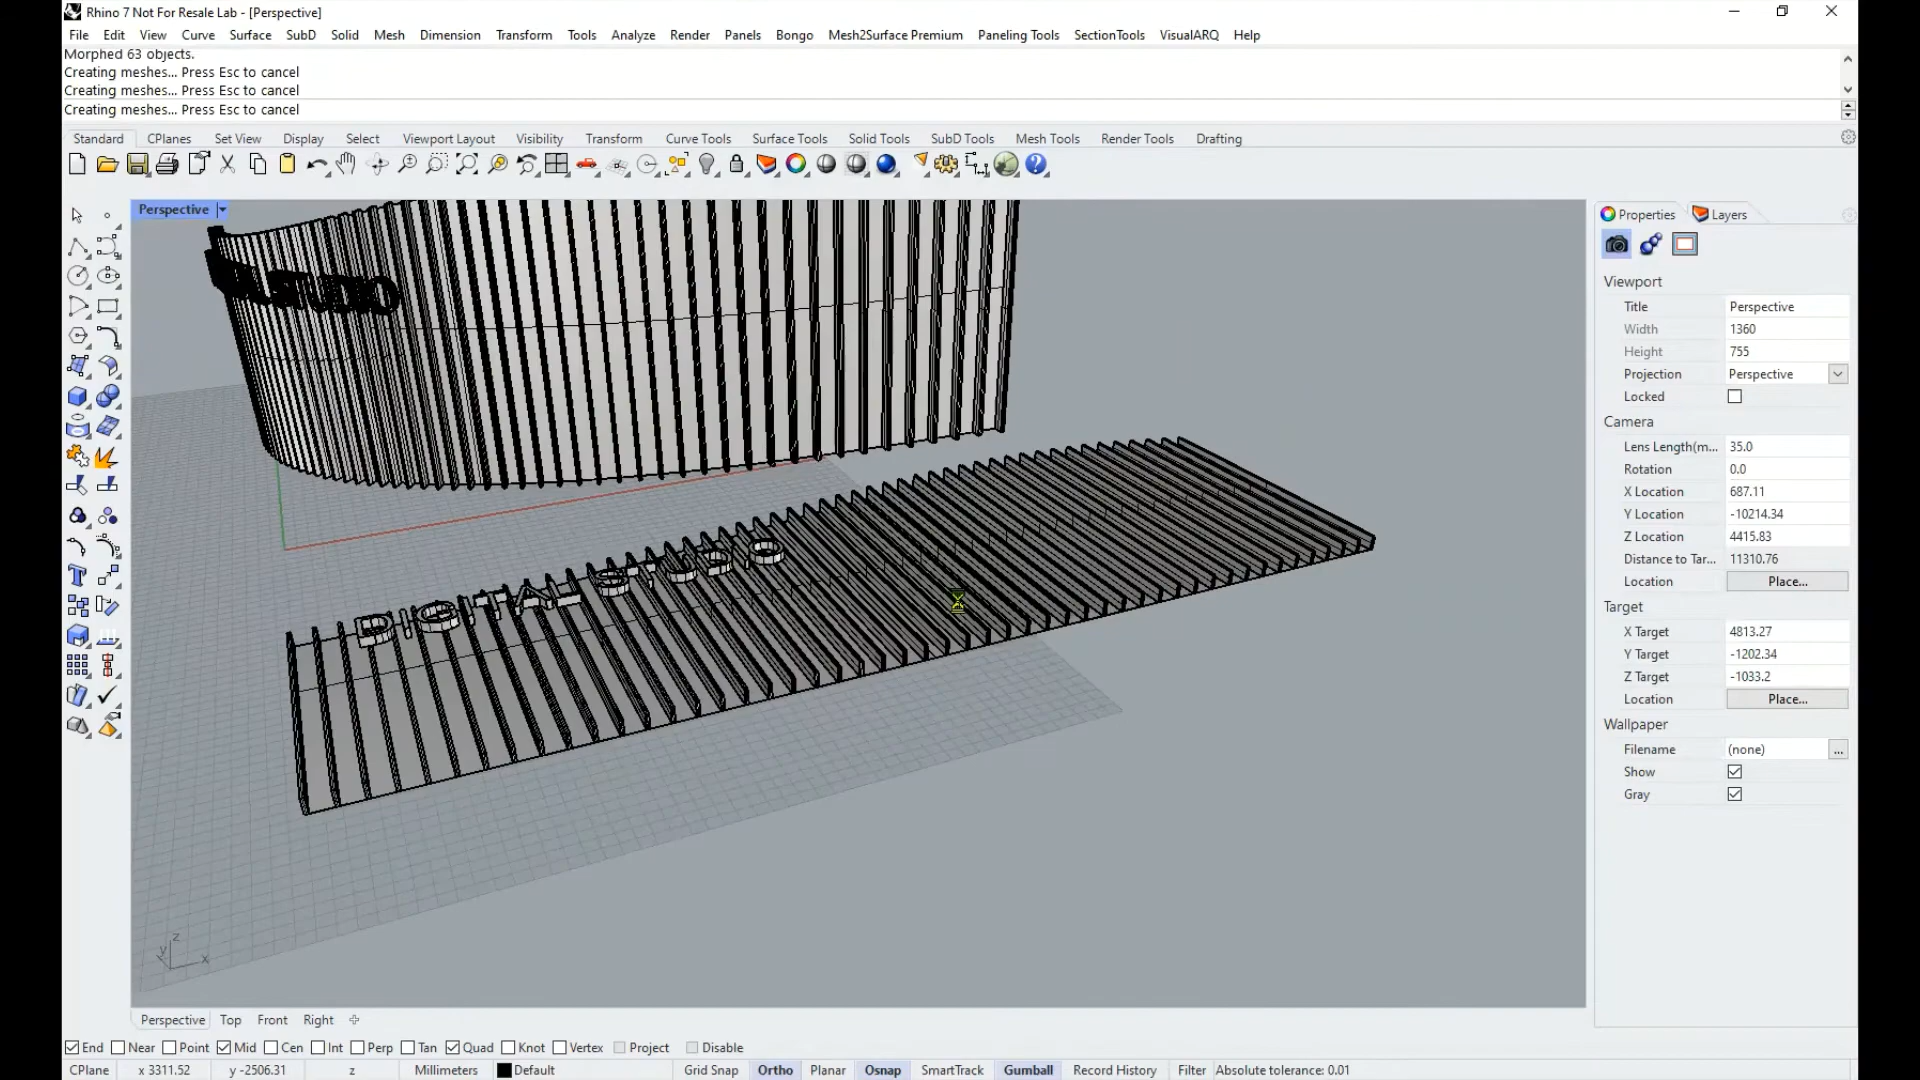 Rhino 7 Not For Resale Lab - [Perspective]
File Edit View Curve Surface SubD Solid Mesh Dimension Transform Tools Analyze Render Panels Bongo Mesh2Surface Premium Paneling Tools SectionTools VisualARQ Help
Morphed 63 objects.
Creating meshes... Press Esc to cancel
Creating meshes... Press Esc to cancel
Creating meshes... Press Esc to cancel
Standard CPlanes Set View Display Select Viewport Layout Visibility Transform Curve Tools Surface Tools Solid Tools SubD Tools Mesh Tools Render Tools Drafting
Perspective
Properties Layers
Viewport
Title Perspective
Width 1360
Height 755
Projection Perspective
Locked
Camera
Lens Length(m... 35.0
Rotation 0.0
X Location 687.11
Y Location -10214.34
Z Location 4415.83
Distance to Tar... 11310.76
Location Place...
Target
X Target 4813.27
Y Target -1202.34
Z Target -1033.2
Location Place...
Wallpaper
Filename (none) ...
Show
Gray
STUDIO
DIGITAL STUDIO
z
y
x
Perspective Top Front Right
End Near Point Mid Cen Int Perp Tan Quad Knot Vertex Project Disable
CPlane x 3311.52 y -2506.31 z Millimeters Default Grid Snap Ortho Planar Osnap SmartTrack Gumball Record History Filter Absolute tolerance: 0.01